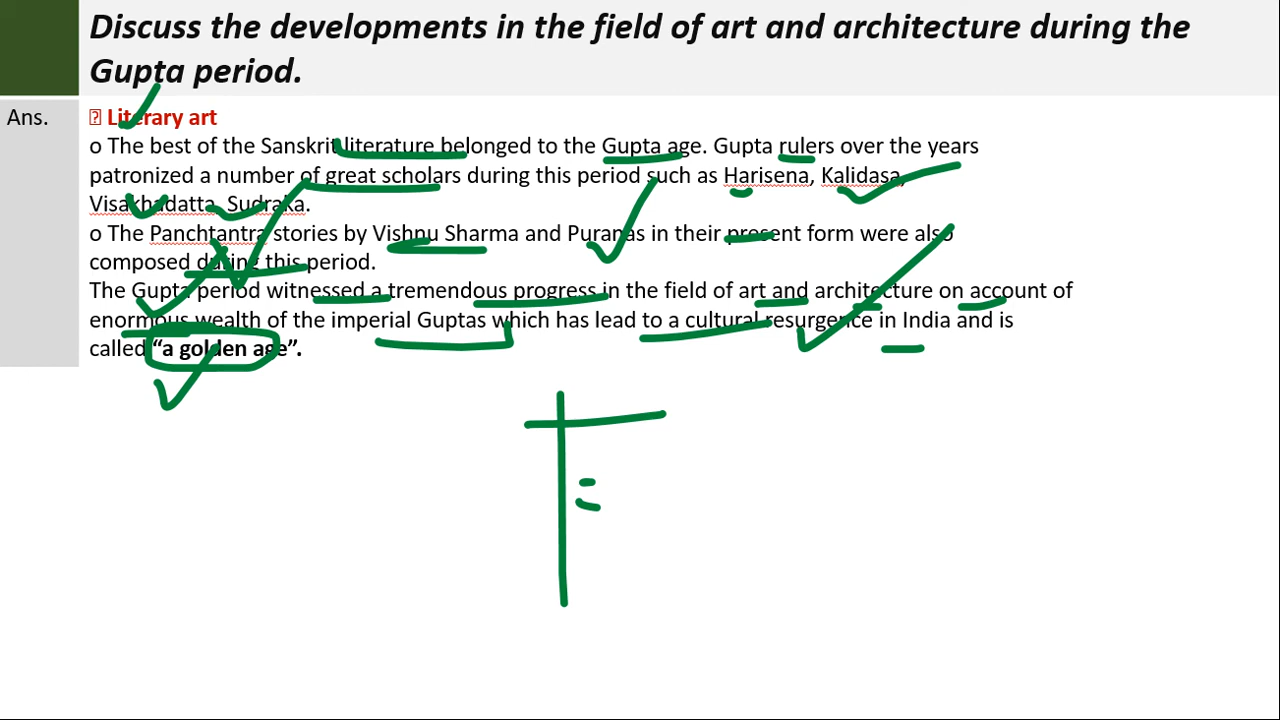 Discuss the developments in the field of art and architecture during the
Gupta period.
Ans.
Literary art
o The best of the Sanskrit literature belonged to the Gupta age. Gupta rulers over the years
patronized a number of great scholars during this period such as Harisena, Kalidasa,
Visakhadatta, Sudraka.
o The Panchtantra stories by Vishnu Sharma and Puranas in their present form were also
composed during this period.
The Gupta period witnessed a tremendous progress in the field of art and architecture on account of
enormous wealth of the imperial Guptas which has lead to a cultural resurgence in India and is
called “a golden age”.